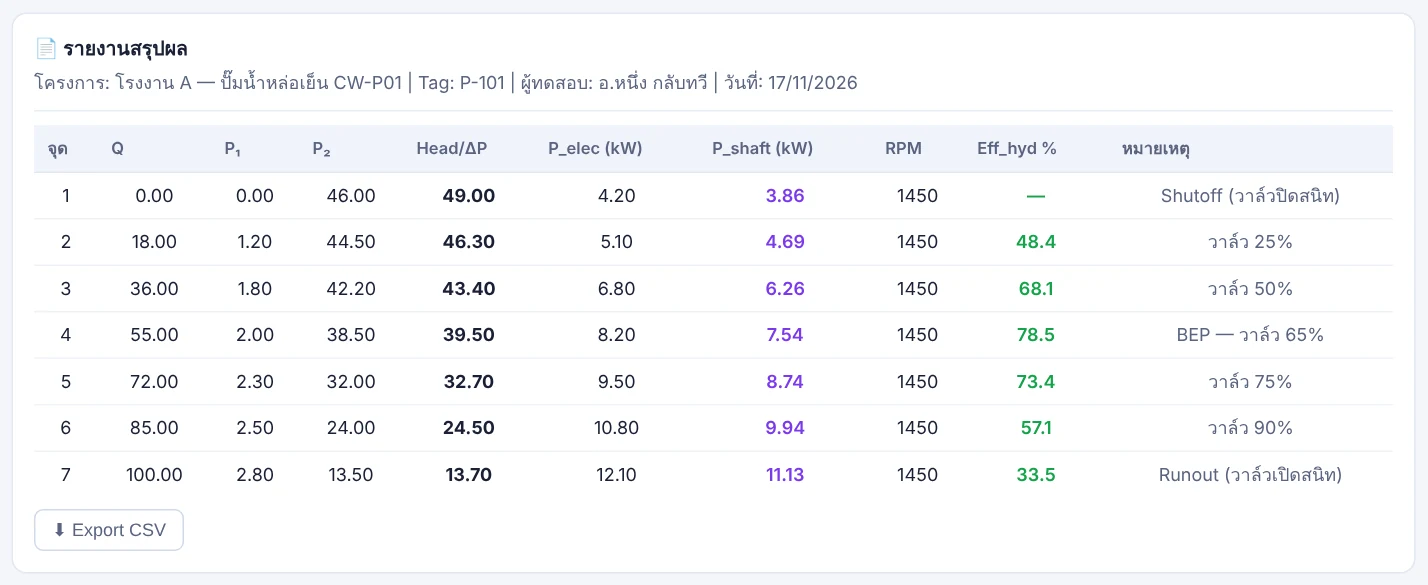 📄 รายงานสรุปผล
โครงการ: โรงงาน A — ปั๊มน้ำหล่อเย็น CW-P01 | Tag: P-101 | ผู้ทดสอบ: อ.หนึ่ง กลับทวี | วันที่: 17/11/2026
จุด Q P₁ P₂ Head/ΔP P_elec (kW) P_shaft (kW) RPM Eff_hyd % หมายเหตุ
1 0.00 0.00 46.00 49.00 4.20 3.86 1450 — Shutoff (วาล์วปิดสนิท)
2 18.00 1.20 44.50 46.30 5.10 4.69 1450 48.4 วาล์ว 25%
3 36.00 1.80 42.20 43.40 6.80 6.26 1450 68.1 วาล์ว 50%
4 55.00 2.00 38.50 39.50 8.20 7.54 1450 78.5 BEP — วาล์ว 65%
5 72.00 2.30 32.00 32.70 9.50 8.74 1450 73.4 วาล์ว 75%
6 85.00 2.50 24.00 24.50 10.80 9.94 1450 57.1 วาล์ว 90%
7 100.00 2.80 13.50 13.70 12.10 11.13 1450 33.5 Runout (วาล์วเปิดสนิท)
⬇ Export CSV